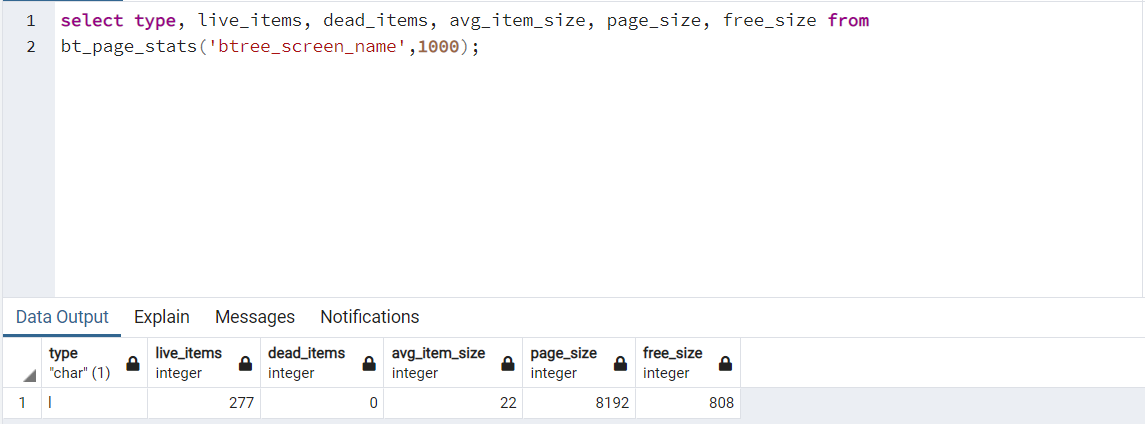 1 select type, live_items, dead_items, avg_item_size, page_size, free_size from
2 bt_page_stats('btree_screen_name',1000);
Data Output Explain Messages Notifications
type live_items dead_items avg_item_size page_size free_size
"char" (1) integer integer integer integer integer
1 l 277 0 22 8192 808